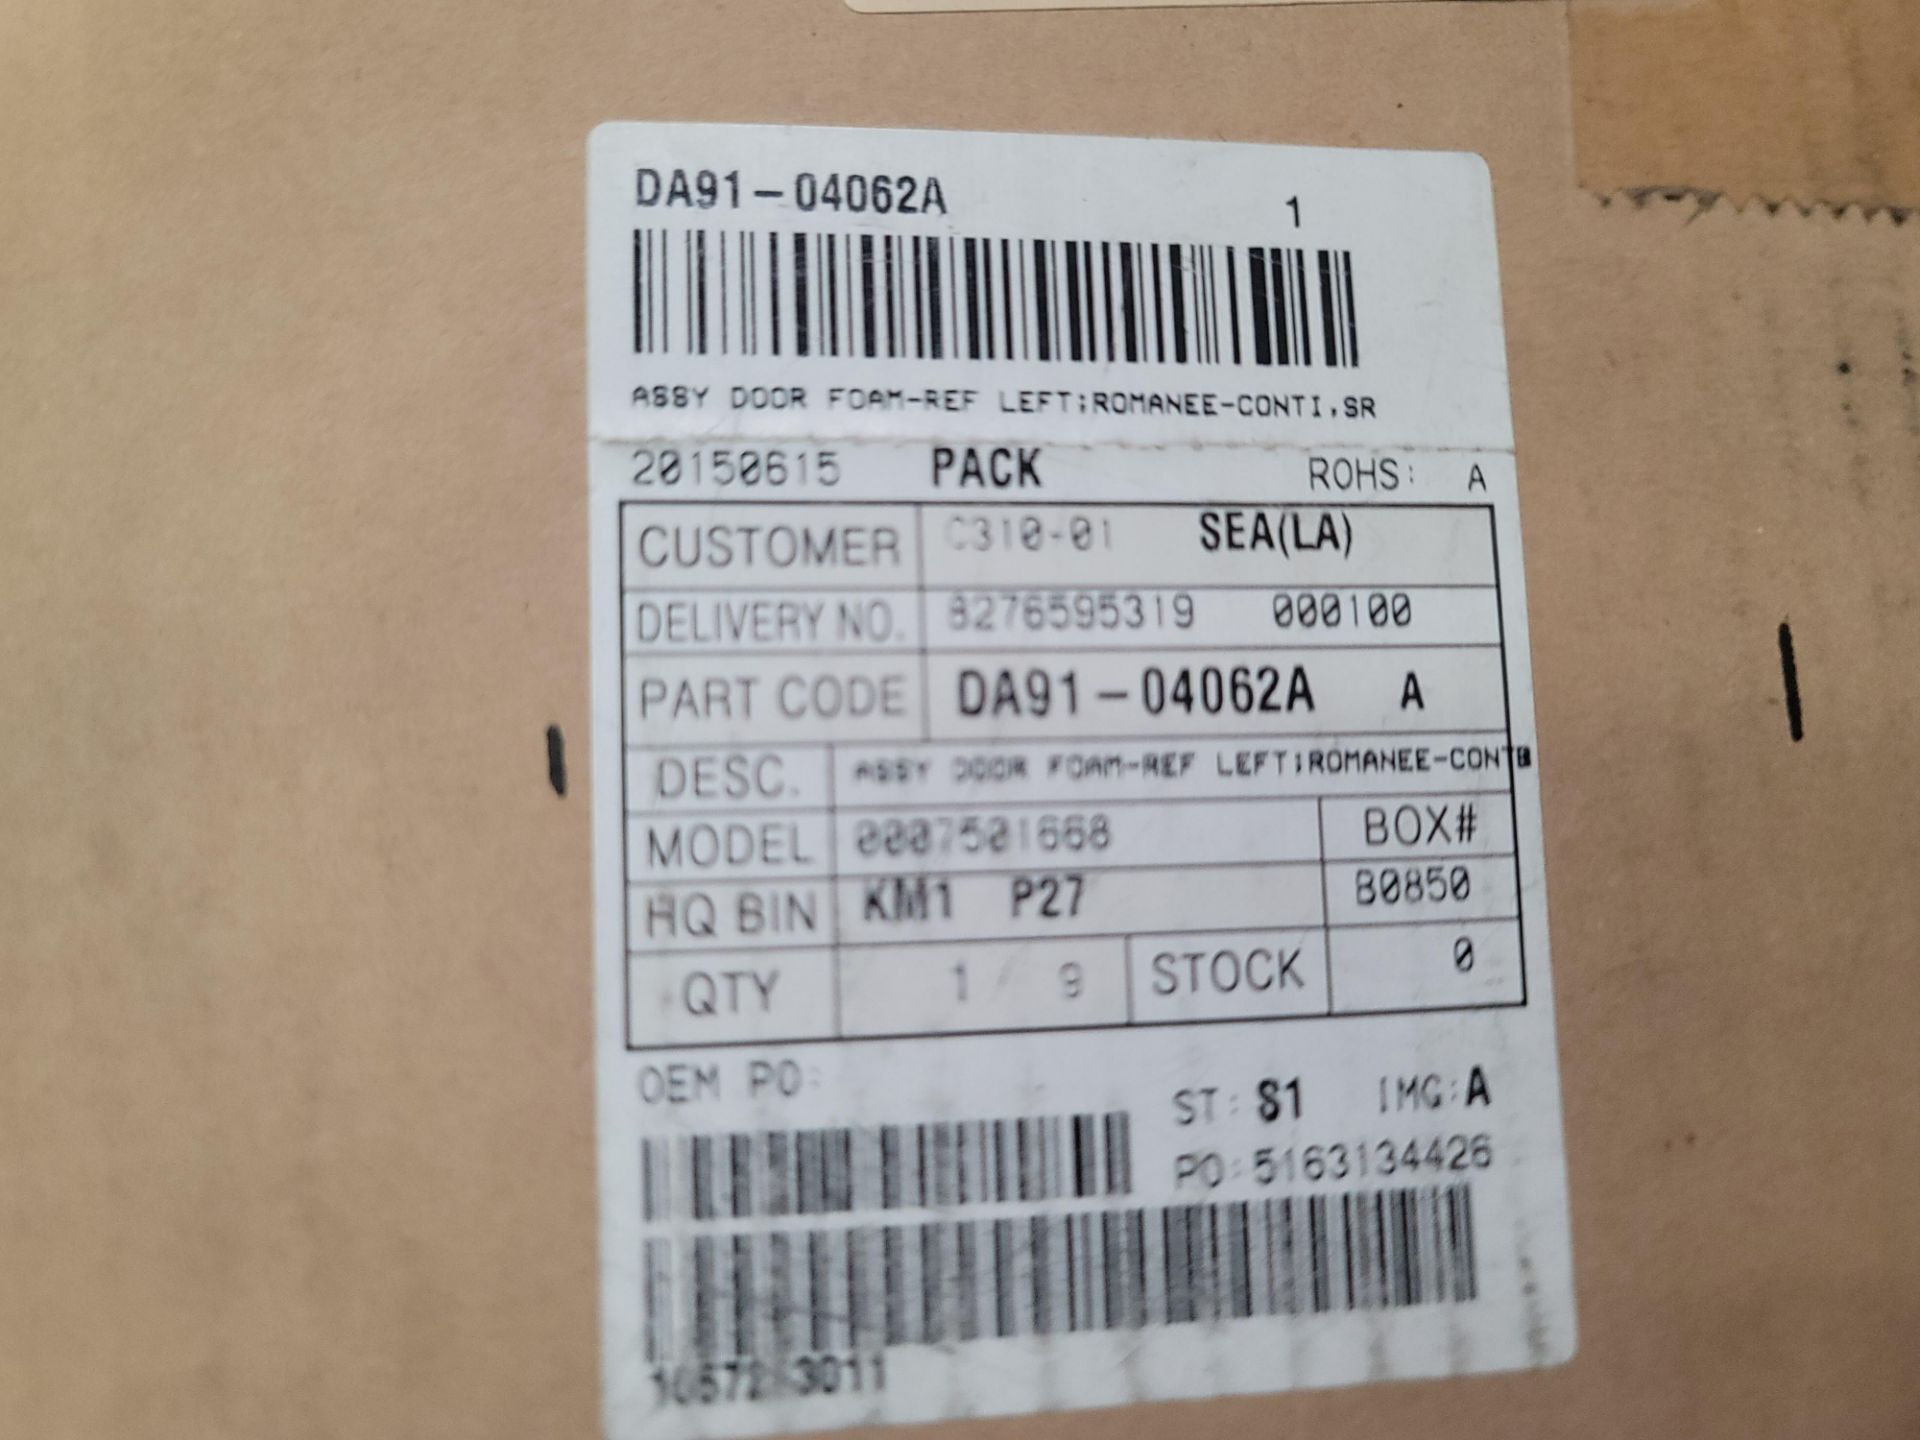 DA91-04062A 1
ASSY DOOR FOAM-REF LEFT;ROMANEE-CONTI,SR
20150615 PACK ROHS: A
CUSTOMER C310-01 SEA(LA)
DELIVERY NO. 8276595319 000100
PART CODE DA91-04062A A
DESC. ASSY DOOR FOAM-REF LEFT;ROMANEE-CONT
MODEL 0007501668 BOX#
HQ BIN KM1 P27 B0850
QTY 1 / 9 STOCK 0
OEM PO:
ST: S1 IMG:A
PO:5163134426